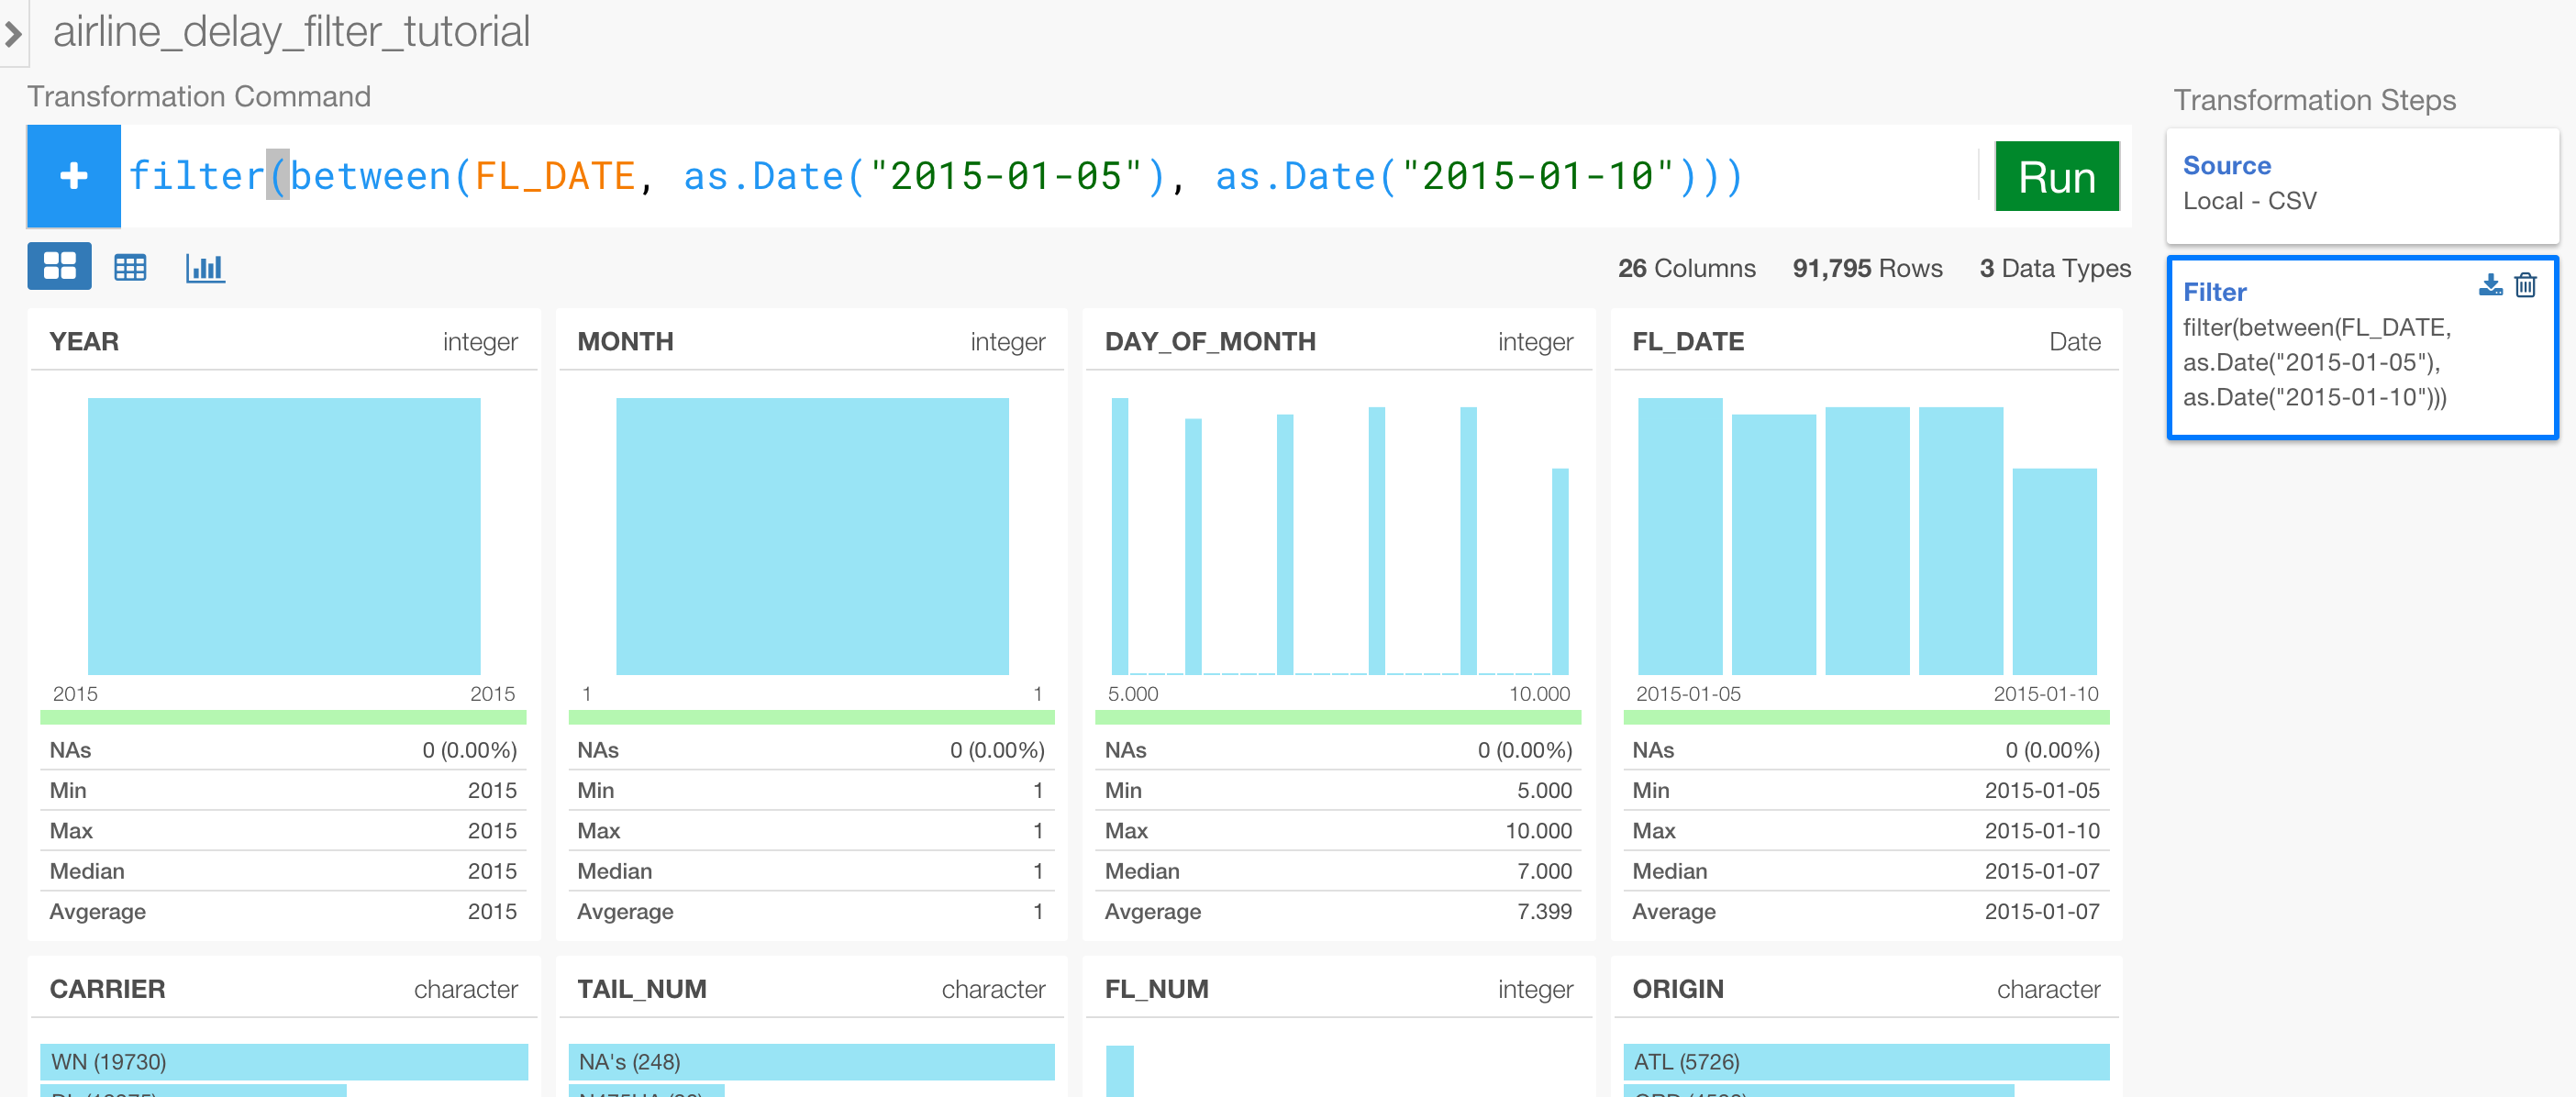 airline_delay_filter_tutorial
Transformation Command
filter(between(FL_DATE, as.Date("2015-01-05"), as.Date("2015-01-10")))
Run
26 Columns 91,795 Rows 3 Data Types
Transformation Steps
Source
Local - CSV
Filter
filter(between(FL_DATE,
as.Date("2015-01-05"),
as.Date("2015-01-10")))
YEAR integer
2015 2015
NAs 0 (0.00%)
Min 2015
Max 2015
Median 2015
Avgerage 2015
MONTH integer
1 1
NAs 0 (0.00%)
Min 1
Max 1
Median 1
Avgerage 1
DAY_OF_MONTH integer
5.000 10.000
NAs 0 (0.00%)
Min 5.000
Max 10.000
Median 7.000
Avgerage 7.399
FL_DATE Date
2015-01-05 2015-01-10
NAs 0 (0.00%)
Min 2015-01-05
Max 2015-01-10
Median 2015-01-07
Average 2015-01-07
CARRIER character
WN (19730)
TAIL_NUM character
NA's (248)
FL_NUM integer
ORIGIN character
ATL (5726)